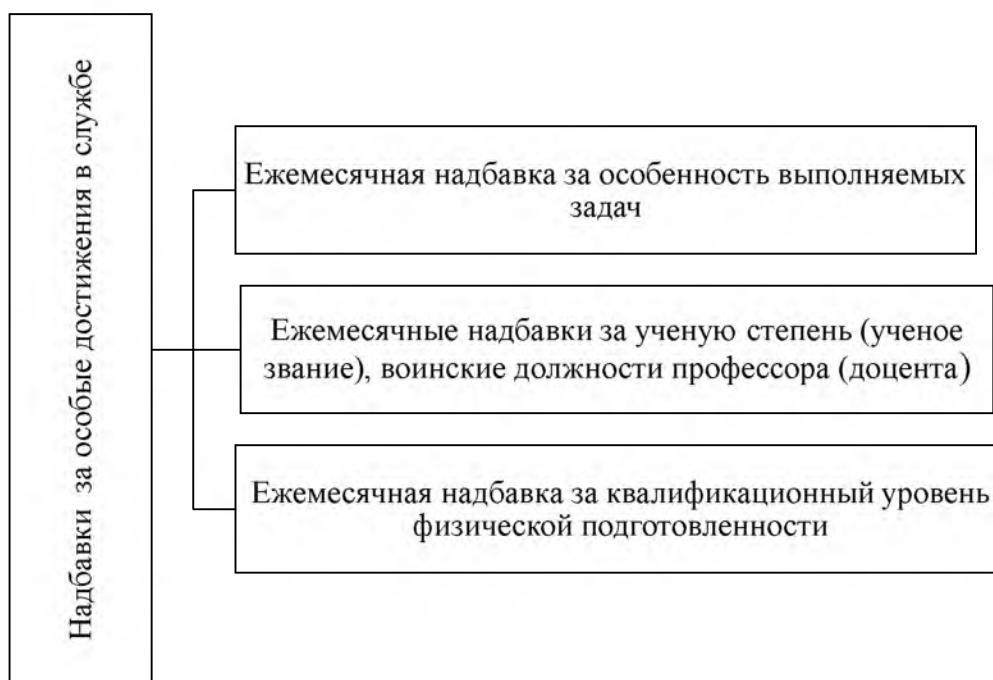 Надбавки за особые достижения в службе
Ежемесячная надбавка за особенность выполняемых
задач
Ежемесячные надбавки за ученую степень (ученое
звание), воинские должности профессора (доцента)
Ежемесячная надбавка за квалификационный уровень
физической подготовленности